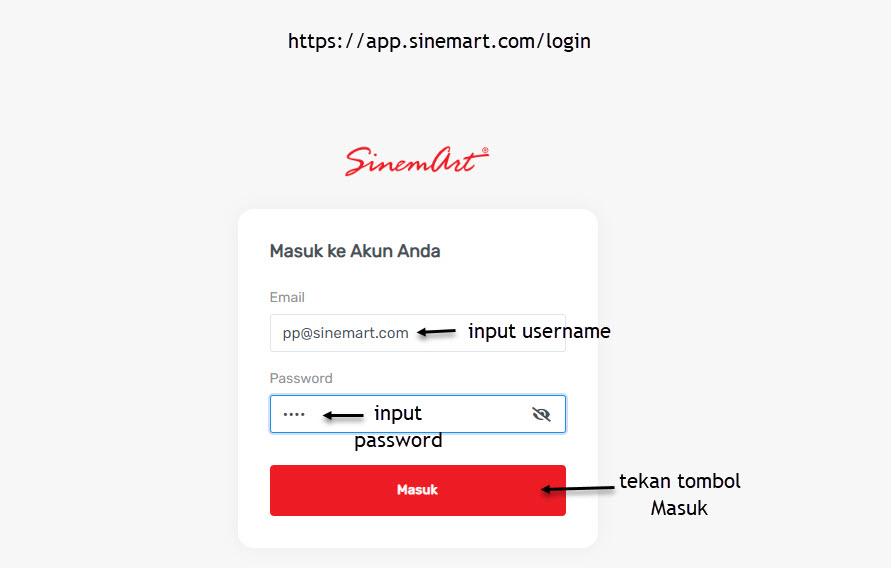 https://app.sinemart.com/login
SinemArt®
Masuk ke Akun Anda
Email
pp@sinemart.com
input username
Password
••••
input
password
Masuk
tekan tombol
Masuk